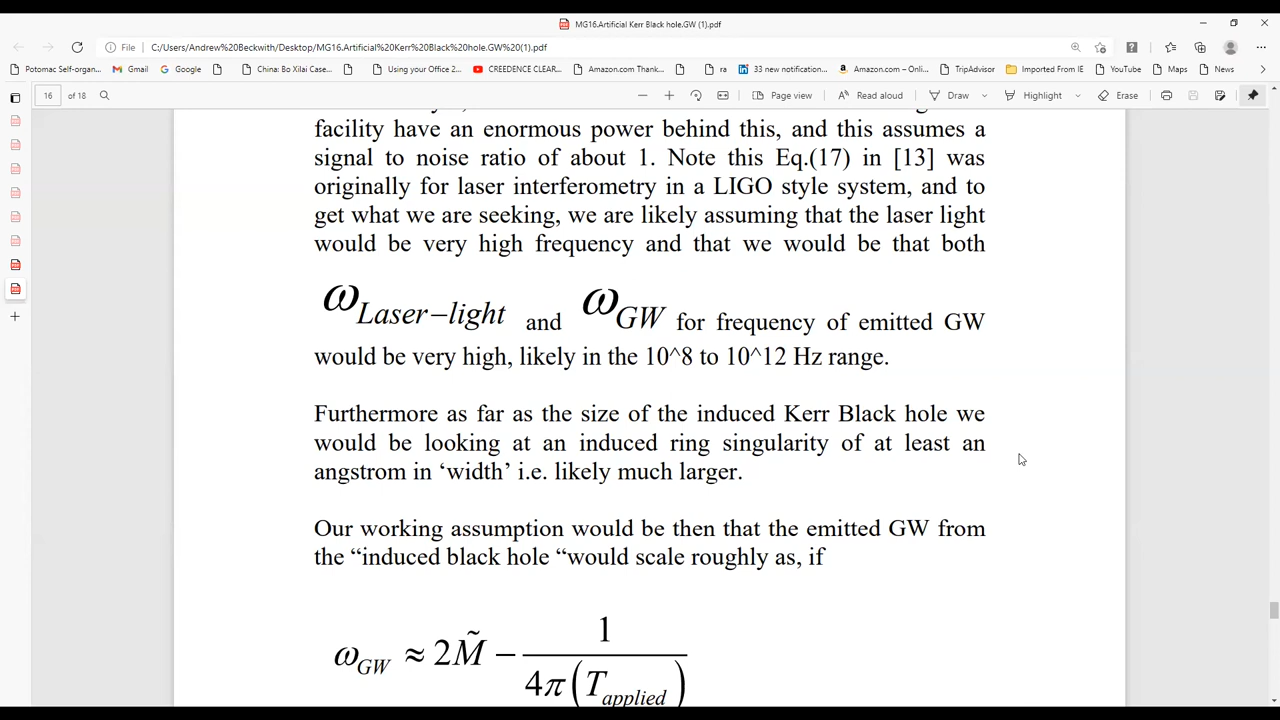 MG16.Artificial Kerr Black hole.GW (1).pdf
File C:/Users/Andrew%20Beckwith/Desktop/MG16.Artificial%20Kerr%20Black%20hole.GW%20(1).pdf
Potomac Self-organ... Gmail Google China: Bo Xilai Case... Using your Office 2... CREEDENCE CLEAR... Amazon.com Thank... ra 33 new notification... Amazon.com – Onli... TripAdvisor Imported From IE YouTube Maps News
16 of 18 Page view Read aloud Draw Highlight Erase
facility have an enormous power behind this, and this assumes a
signal to noise ratio of about 1. Note this Eq.(17) in [13] was
originally for laser interferometry in a LIGO style system, and to
get what we are seeking, we are likely assuming that the laser light
would be very high frequency and that we would be that both
ω_{Laser–light} and ω_{GW} for frequency of emitted GW
would be very high, likely in the 10^8 to 10^12 Hz range.
Furthermore as far as the size of the induced Kerr Black hole we
would be looking at an induced ring singularity of at least an
angstrom in ‘width’ i.e. likely much larger.
Our working assumption would be then that the emitted GW from
the “induced black hole “would scale roughly as, if
ω_{GW} ≈ 2M̃ − 1 / 4π(T_{applied})